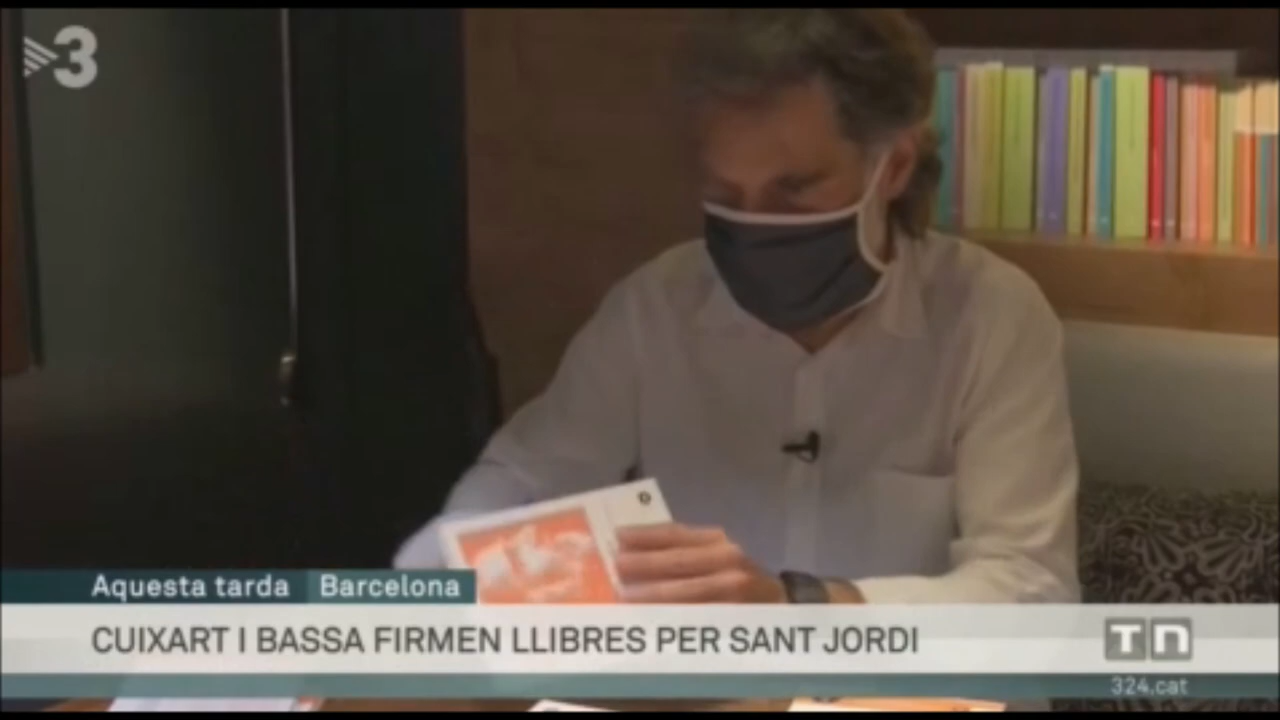 3
Aquesta tarda Barcelona
CUIXART I BASSA FIRMEN LLIBRES PER SANT JORDI
TN
324.cat